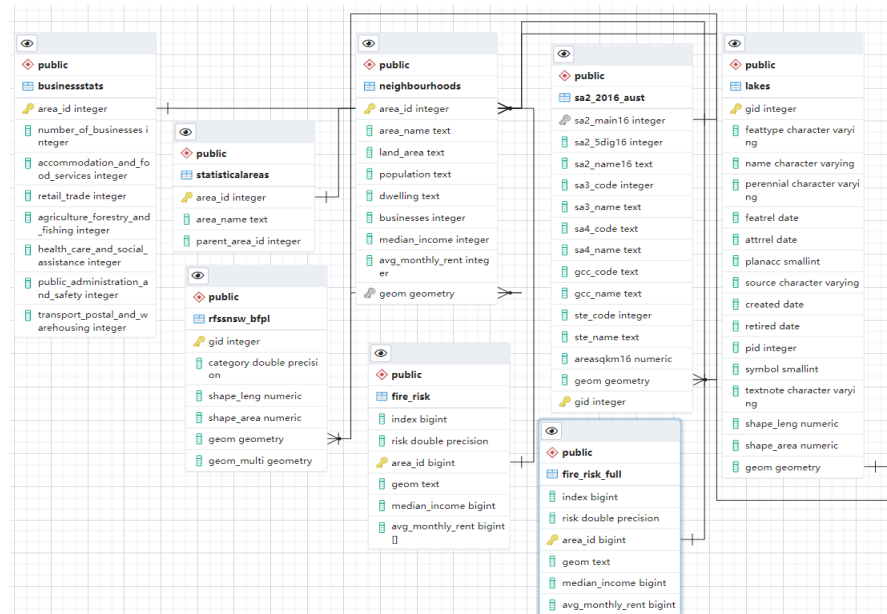 public
businessstats
area_id integer
number_of_businesses i
nteger
accommodation_and_fo
od_services integer
retail_trade integer
agriculture_forestry_and
_fishing integer
health_care_and_social_
assistance integer
public_administration_a
nd_safety integer
transport_postal_and_w
arehousing integer
public
statisticalareas
area_id integer
area_name text
parent_area_id integer
public
rfssnsw_bfpl
gid integer
category double precisi
on
shape_leng numeric
shape_area numeric
geom geometry
geom_multi geometry
public
neighbourhoods
area_id integer
area_name text
land_area text
population text
dwelling text
businesses integer
median_income integer
avg_monthly_rent integ
er
geom geometry
public
fire_risk
index bigint
risk double precision
area_id bigint
geom text
median_income bigint
avg_monthly_rent bigint
[]
public
sa2_2016_aust
sa2_main16 integer
sa2_5dig16 integer
sa2_name16 text
sa3_code integer
sa3_name text
sa4_code text
sa4_name text
gcc_code text
gcc_name text
ste_code integer
ste_name text
areasqkm16 numeric
geom geometry
gid integer
public
fire_risk_full
index bigint
risk double precision
area_id bigint
geom text
median_income bigint
avg_monthly_rent bigint
public
lakes
gid integer
feattype character varyi
ng
name character varying
perennial character varyi
ng
featrel date
attrrel date
planacc smallint
source character varying
created date
retired date
pid integer
symbol smallint
textnote character varyi
ng
shape_leng numeric
shape_area numeric
geom geometry